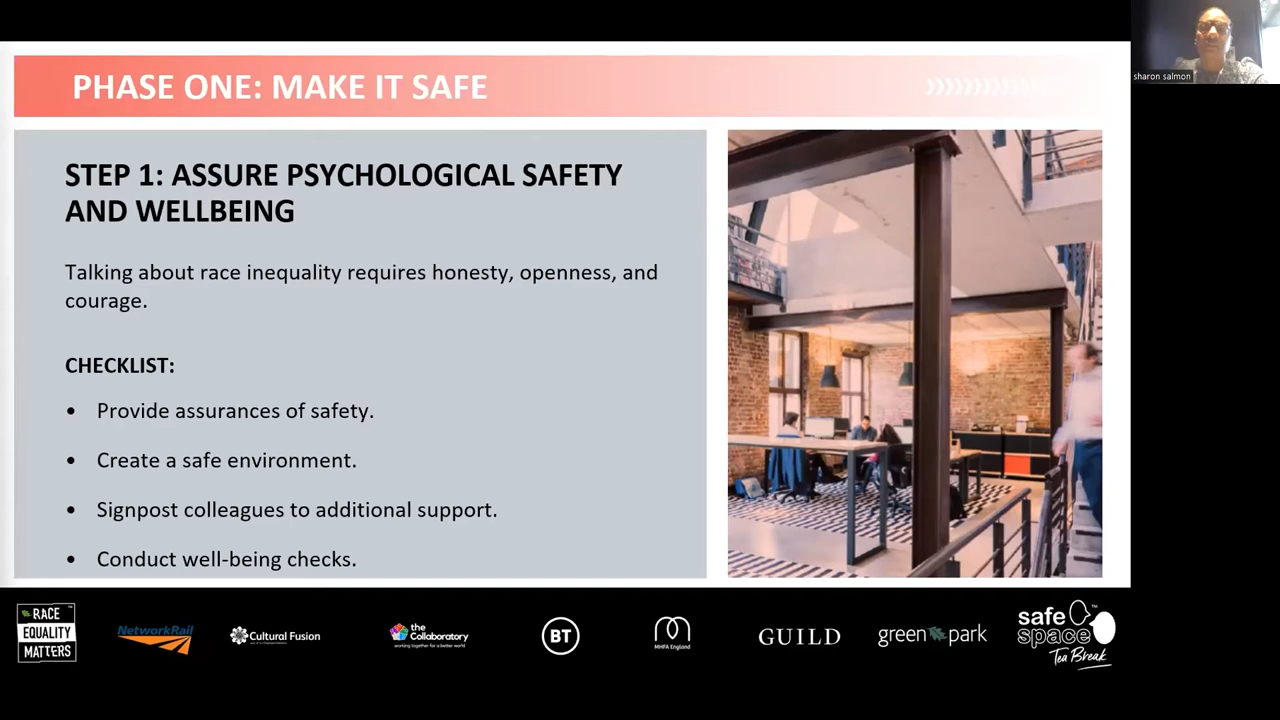 PHASE ONE: MAKE IT SAFE
sharon salmon
STEP 1: ASSURE PSYCHOLOGICAL SAFETY
AND WELLBEING
Talking about race inequality requires honesty, openness, and
courage.
CHECKLIST:
• Provide assurances of safety.
• Create a safe environment.
• Signpost colleagues to additional support.
• Conduct well-being checks.
RACE
EQUALITY
MATTERS
NetworkRail
Cultural Fusion
the
Collaboratory
working together for a better world
BT
MHFA England
GUILD
green park
safe
space
Tea Break